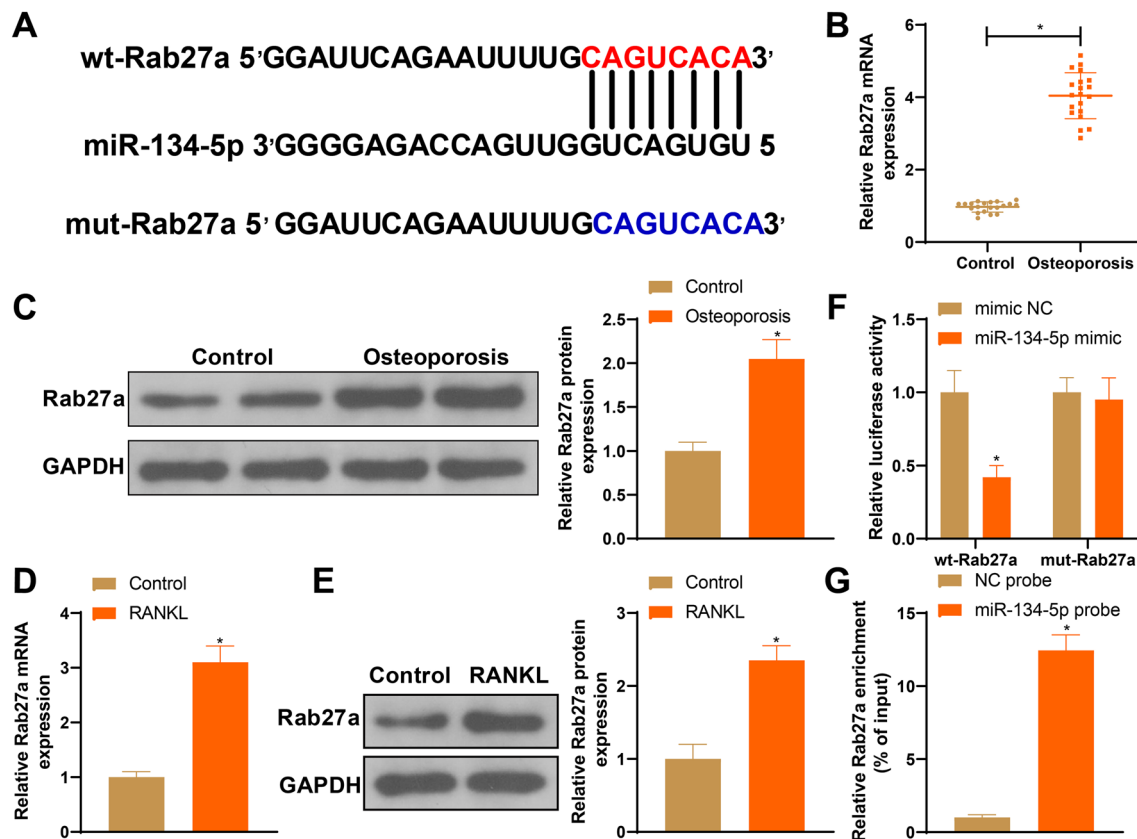 A
wt-Rab27a 5’GGAUUCAGAAUUUUGCAGUCACA3’
miR-134-5p 3’GGGGAGACCAGUUGGUCAGUGU 5
mut-Rab27a 5’ GGAUUCAGAAUUUUGCAGUCACA3’
B
Relative Rab27a mRNA
expression
6
4
2
0
*
Control Osteoporosis
C
Control Osteoporosis
Rab27a
GAPDH
Control
Osteoporosis
Relative Rab27a protein
expression
2.5
2.0
1.5
1.0
0.5
0.0
*
F
mimic NC
miR-134-5p mimic
Relative luciferase activity
1.5
1.0
0.5
0.0
*
wt-Rab27a mut-Rab27a
D
Control
RANKL
Relative Rab27a mRNA
expression
4
3
2
1
0
*
E
Control RANKL
Rab27a
GAPDH
Control
RANKL
Relative Rab27a protein
expression
3
2
1
0
*
G
NC probe
miR-134-5p probe
Relative Rab27a enrichment
(% of input)
15
10
5
0
*